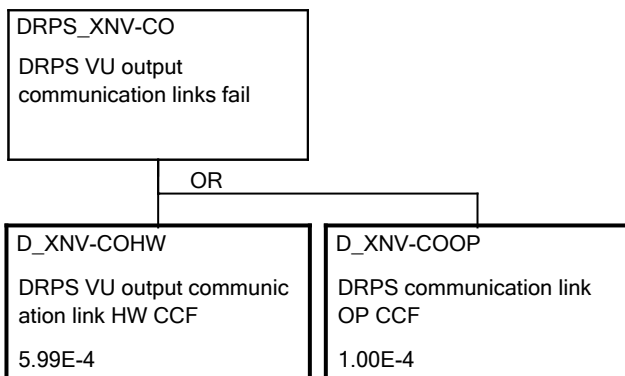 DRPS_XNV-CO
DRPS VU output
communication links fail
OR
D_XNV-COHW
DRPS VU output communic
ation link HW CCF
5.99E-4
D_XNV-COOP
DRPS communication link
OP CCF
1.00E-4